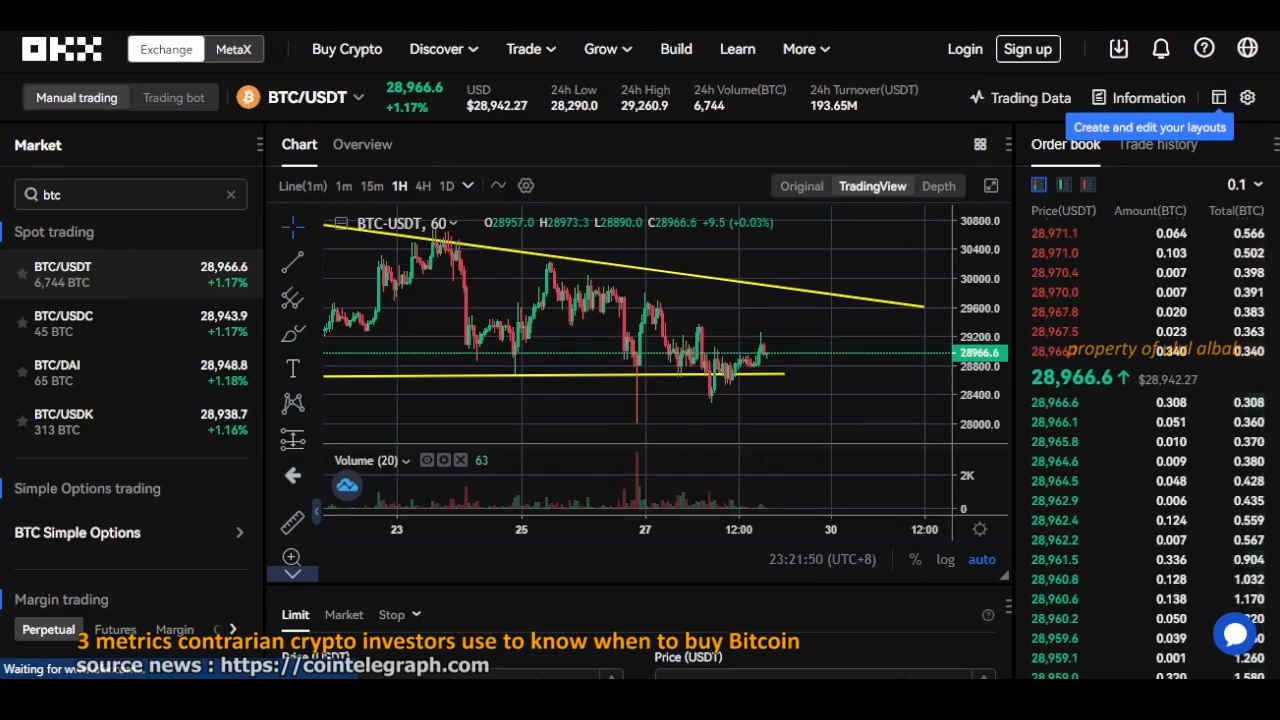 OKX Exchange MetaX Buy Crypto Discover Trade Grow Build Learn More Login Sign up
Manual trading Trading bot BTC/USDT 28,966.6 +1.17% USD $28,942.27 24h Low 28,290.0 24h High 29,260.9 24h Volume(BTC) 6,744 24h Turnover(USDT) 193.65M Trading Data Information
Create and edit your layouts
Market
btc
Spot trading
BTC/USDT 28,966.6
6,744 BTC +1.17%
BTC/USDC 28,943.9
45 BTC +1.17%
BTC/DAI 28,948.8
65 BTC +1.18%
BTC/USDK 28,938.7
313 BTC +1.16%
Simple Options trading
BTC Simple Options
Margin trading
Perpetual Futures Margin
Chart Overview
Line(1m) 1m 15m 1H 4H 1D Original TradingView Depth
BTC-USDT, 60 O28957.0 H28973.3 L28890.0 C28966.6 +9.5 (+0.03%)
30800.0
30400.0
30000.0
29600.0
29200.0
28966.6
28800.0
28400.0
28000.0
Volume (20) 63
2K
0
23 25 27 12:00 30 12:00
23:21:50 (UTC+8) % log auto
Limit Market Stop
Price (USDT)
Order book Trade history
0.1
Price(USDT) Amount(BTC) Total(BTC)
28,971.1 0.064 0.566
28,971.0 0.103 0.502
28,970.4 0.007 0.398
28,970.0 0.007 0.391
28,967.8 0.020 0.383
28,967.5 0.023 0.363
0.340 0.340
property of ulil albab
28,966.6 $28,942.27
28,966.6 0.308 0.308
28,966.1 0.051 0.360
28,965.8 0.010 0.370
28,964.6 0.009 0.380
28,964.5 0.048 0.428
28,962.9 0.006 0.435
28,962.4 0.124 0.559
28,962.2 0.007 0.567
28,961.5 0.336 0.904
28,960.8 0.128 1.032
28,960.6 0.138 1.170
28,960.2 0.050
28,959.6 0.039
28,959.1 0.001 1.260
28,959.0 0.320 1.580
3 metrics contrarian crypto investors use to know when to buy Bitcoin
source news : https://cointelegraph.com